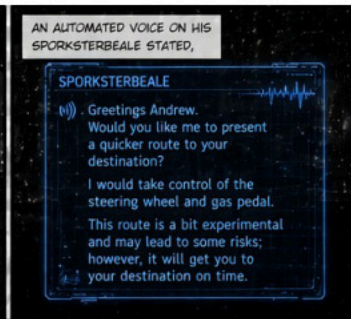 AN AUTOMATED VOICE ON HIS
SPORKSTERBEALE STATED,
SPORKSTERBEALE
Greetings Andrew.
Would you like me to present
a quicker route to your
destination?
I would take control of the
steering wheel and gas pedal.
This route is a bit experimental
and may lead to some risks;
however, it will get you to
your destination on time.